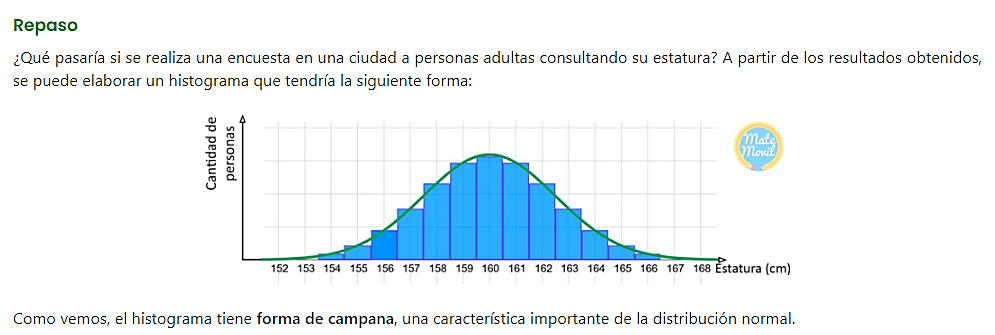 Repaso
¿Qué pasaría si se realiza una encuesta en una ciudad a personas adultas consultando su estatura? A partir de los resultados obtenidos,
se puede elaborar un histograma que tendría la siguiente forma:
Cantidad de
personas
Mate
Movil
152 153 154 155 156 157 158 159 160 161 162 163 164 165 166 167 168 Estatura (cm)
Como vemos, el histograma tiene forma de campana, una característica importante de la distribución normal.